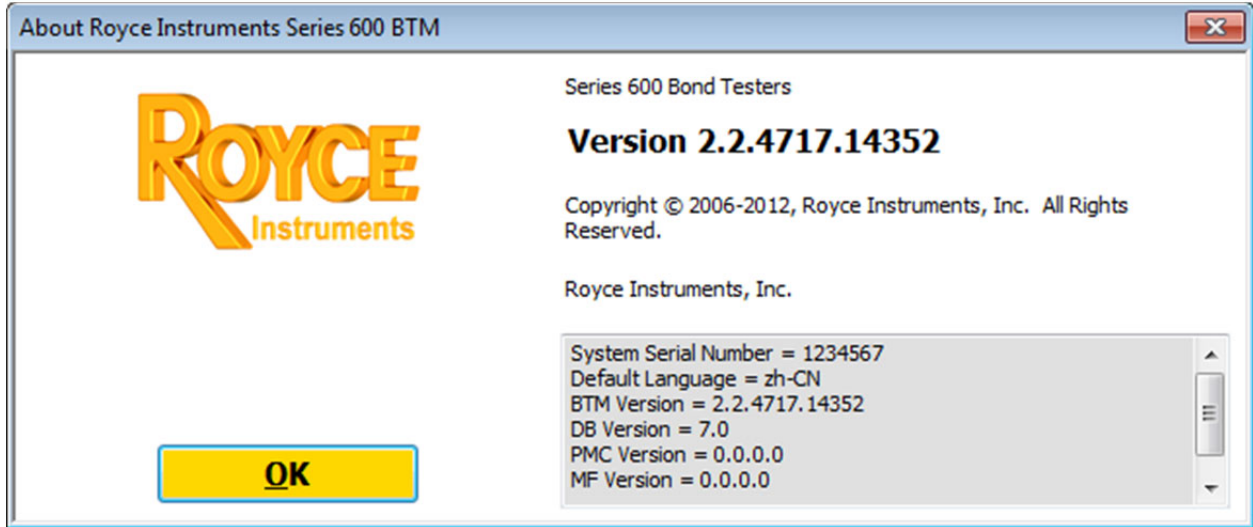 About Royce Instruments Series 600 BTM
ROYCE
Instruments
Series 600 Bond Testers
Version 2.2.4717.14352
Copyright © 2006-2012, Royce Instruments, Inc.  All Rights
Reserved.
Royce Instruments, Inc.
System Serial Number = 1234567
Default Language = zh-CN
BTM Version = 2.2.4717.14352
DB Version = 7.0
PMC Version = 0.0.0.0
MF Version = 0.0.0.0
OK